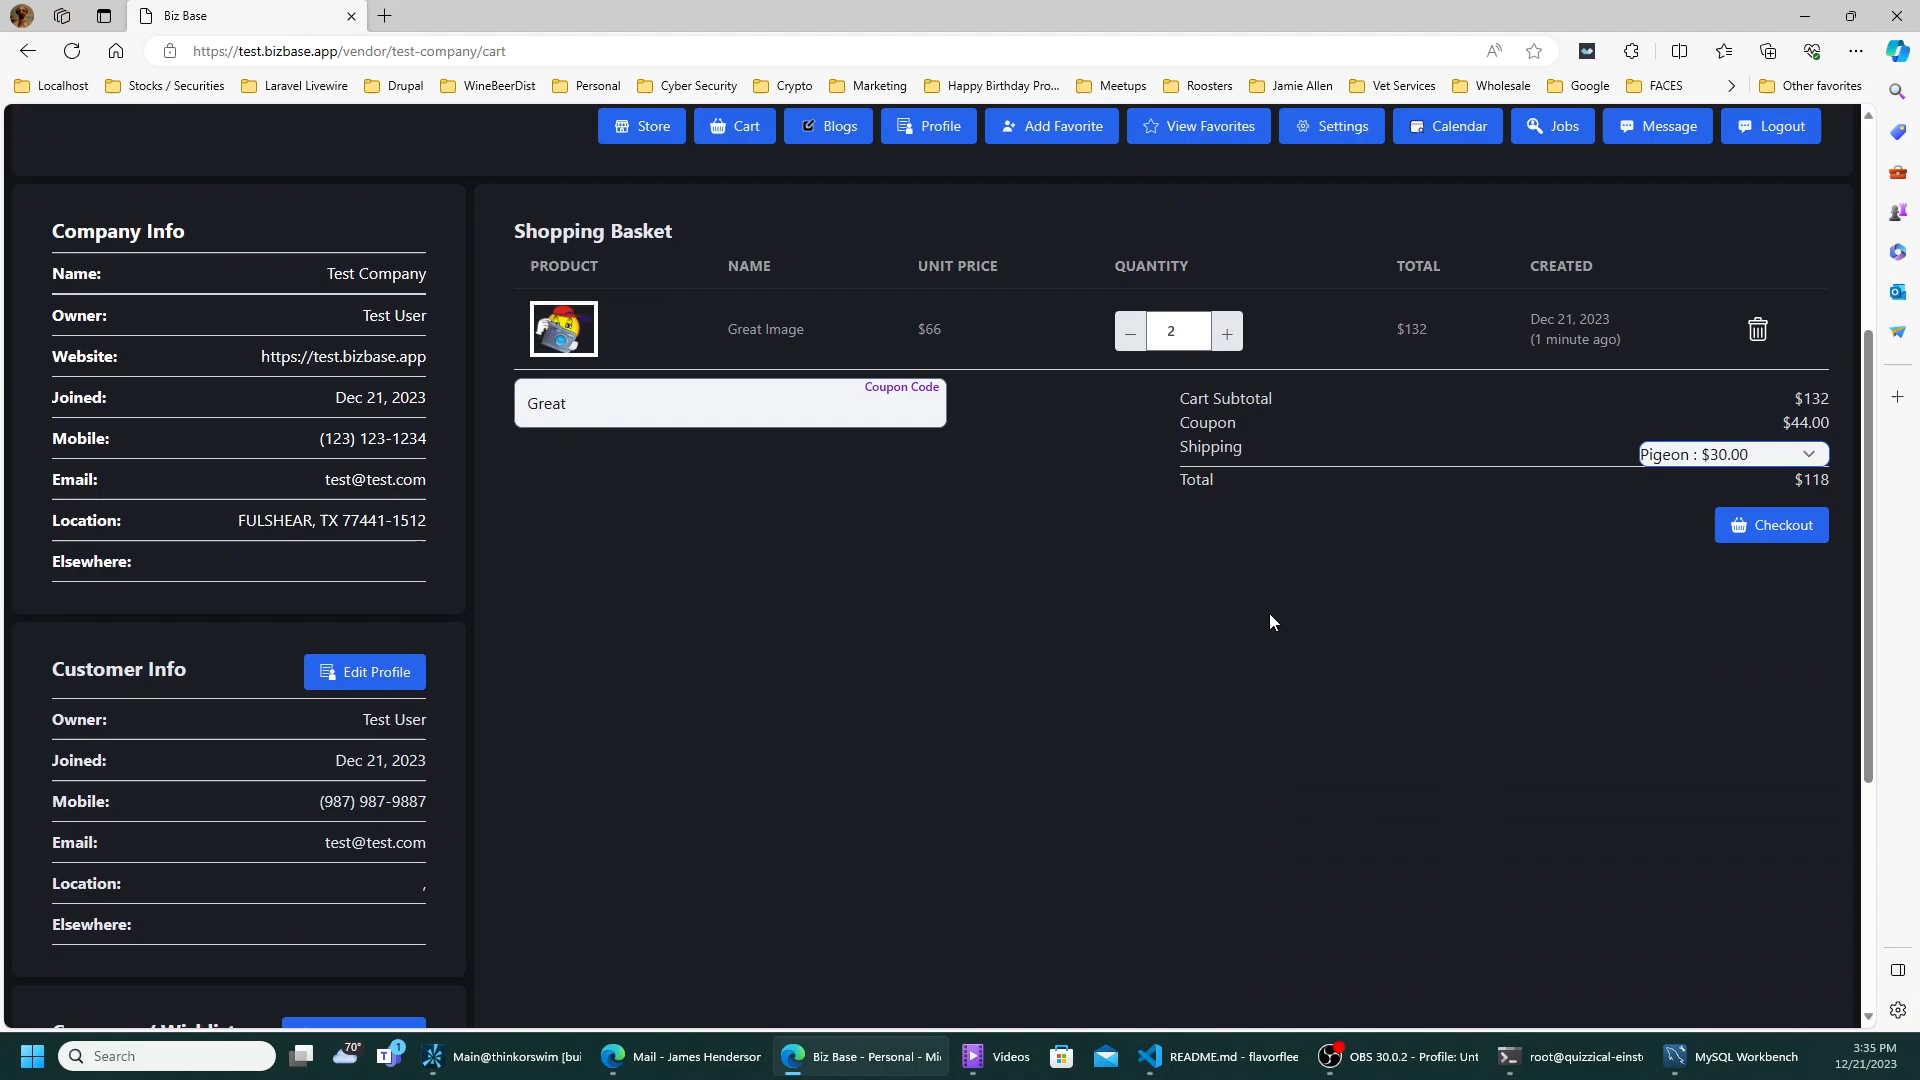 Biz Base
https://test.bizbase.app/vendor/test-company/cart
Localhost Stocks / Securities Laravel Livewire Drupal WineBeerDist Personal Cyber Security Crypto Marketing Happy Birthday Pro... Meetups Roosters Jamie Allen Vet Services Wholesale Google FACES Other favorites
Store Cart Blogs Profile Add Favorite View Favorites Settings Calendar Jobs Message Logout
Company Info
Name: Test Company
Owner: Test User
Website: https://test.bizbase.app
Joined: Dec 21, 2023
Mobile: (123) 123-1234
Email: test@test.com
Location: FULSHEAR, TX 77441-1512
Elsewhere:
Customer Info Edit Profile
Owner: Test User
Joined: Dec 21, 2023
Mobile: (987) 987-9887
Email: test@test.com
Location: ,
Elsewhere:
Shopping Basket
PRODUCT NAME UNIT PRICE QUANTITY TOTAL CREATED
Great Image $66 – 2 + $132 Dec 21, 2023
(1 minute ago)
Coupon Code
Great
Cart Subtotal $132
Coupon $44.00
Shipping Pigeon : $30.00
Total $118
Checkout
Search 70° 1 Main@thinkorswim [bui Mail - James Henderson Biz Base - Personal - Mi Videos README.md - flavorflee OBS 30.0.2 - Profile: Unt root@quizzical-einst MySQL Workbench 3:35 PM
12/21/2023